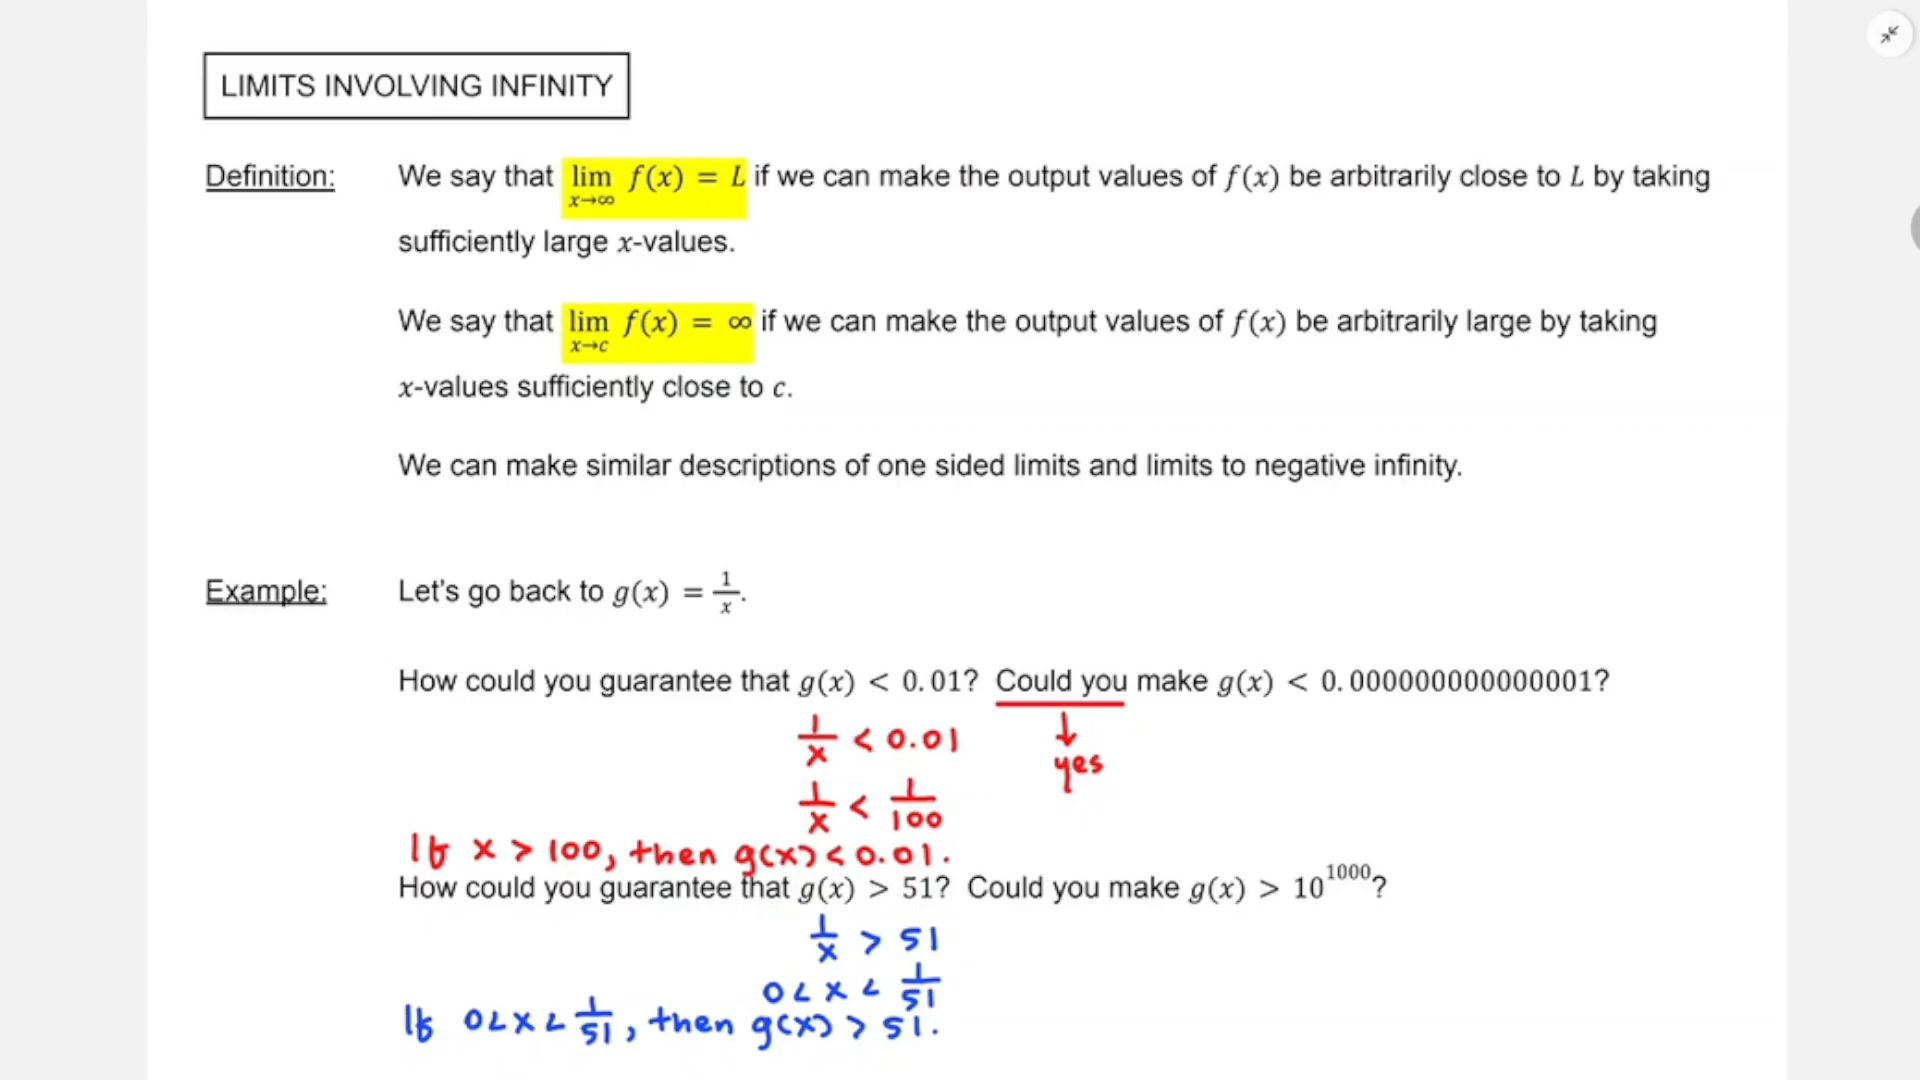 LIMITS INVOLVING INFINITY
Definition: We say that lim x→∞ f(x) = L if we can make the output values of f(x) be arbitrarily close to L by taking
sufficiently large x-values.
We say that lim x→c f(x) = ∞ if we can make the output values of f(x) be arbitrarily large by taking
x-values sufficiently close to c.
We can make similar descriptions of one sided limits and limits to negative infinity.
Example: Let's go back to g(x) = 1/x.
How could you guarantee that g(x) < 0.01? Could you make g(x) < 0.000000000000001?
1/x < 0.01
yes
1/x < 1/100
If x > 100, then g(x) < 0.01.
How could you guarantee that g(x) > 51? Could you make g(x) > 10^1000?
1/x > 51
0 < x < 1/51
If 0 < x < 1/51, then g(x) > 51.